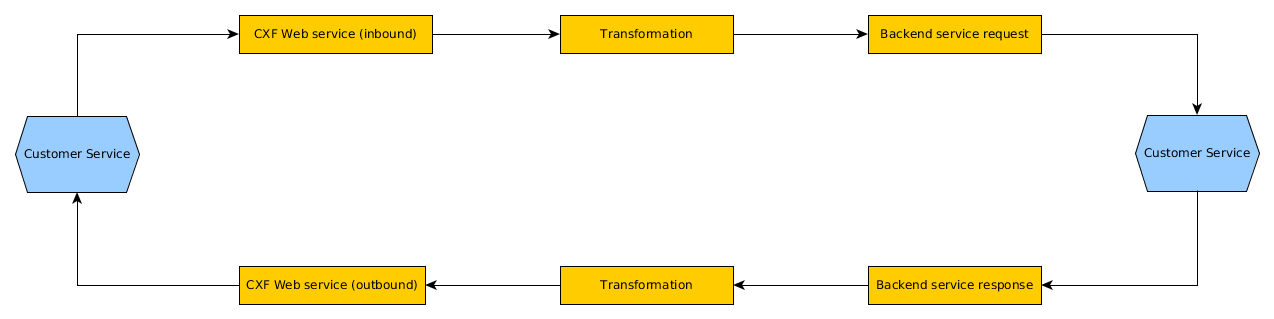 CXF Web service (inbound)
Transformation
Backend service request
Customer Service
Customer Service
CXF Web service (outbound)
Transformation
Backend service response